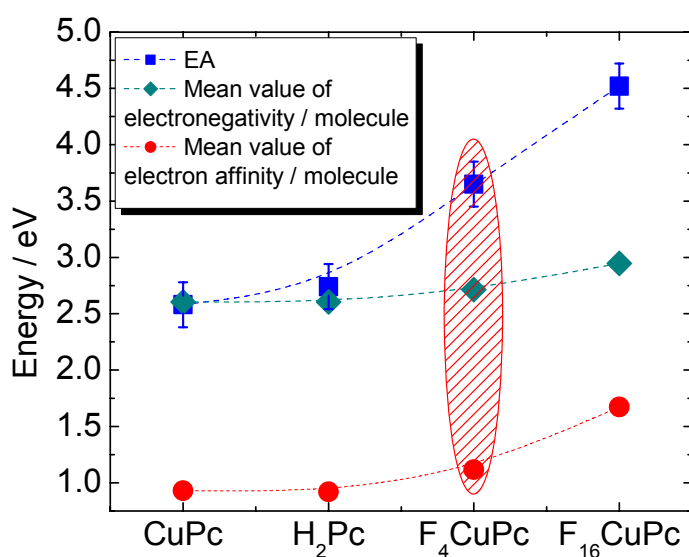 5.0
4.5
4.0
3.5
3.0
2.5
2.0
1.5
1.0
Energy / eV
EA
Mean value of
electronegativity / molecule
Mean value of
electron affinity / molecule
CuPc H₂Pc F₄CuPc F₁₆CuPc